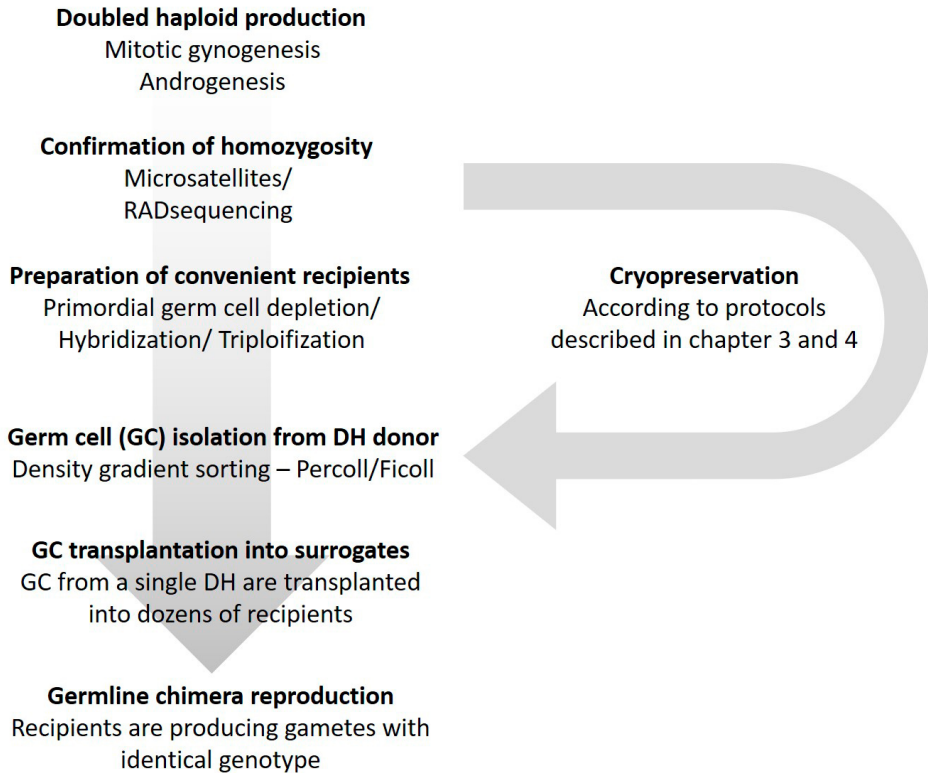 Doubled haploid production
Mitotic gynogenesis
Androgenesis
Confirmation of homozygosity
Microsatellites/
RADsequencing
Preparation of convenient recipients
Primordial germ cell depletion/
Hybridization/ Triploifization
Cryopreservation
According to protocols
described in chapter 3 and 4
Germ cell (GC) isolation from DH donor
Density gradient sorting – Percoll/Ficoll
GC transplantation into surrogates
GC from a single DH are transplanted
into dozens of recipients
Germline chimera reproduction
Recipients are producing gametes with
identical genotype